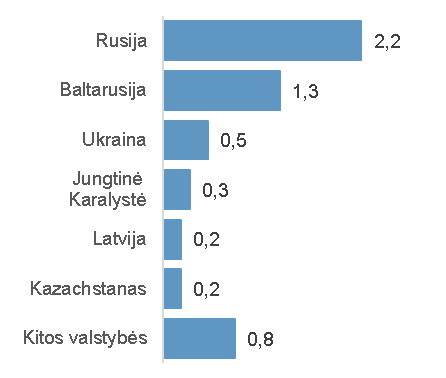 Rusija 2,2
Baltarusija 1,3
Ukraina 0,5
Jungtinė
Karalystė 0,3
Latvija 0,2
Kazachstanas 0,2
Kitos valstybės 0,8